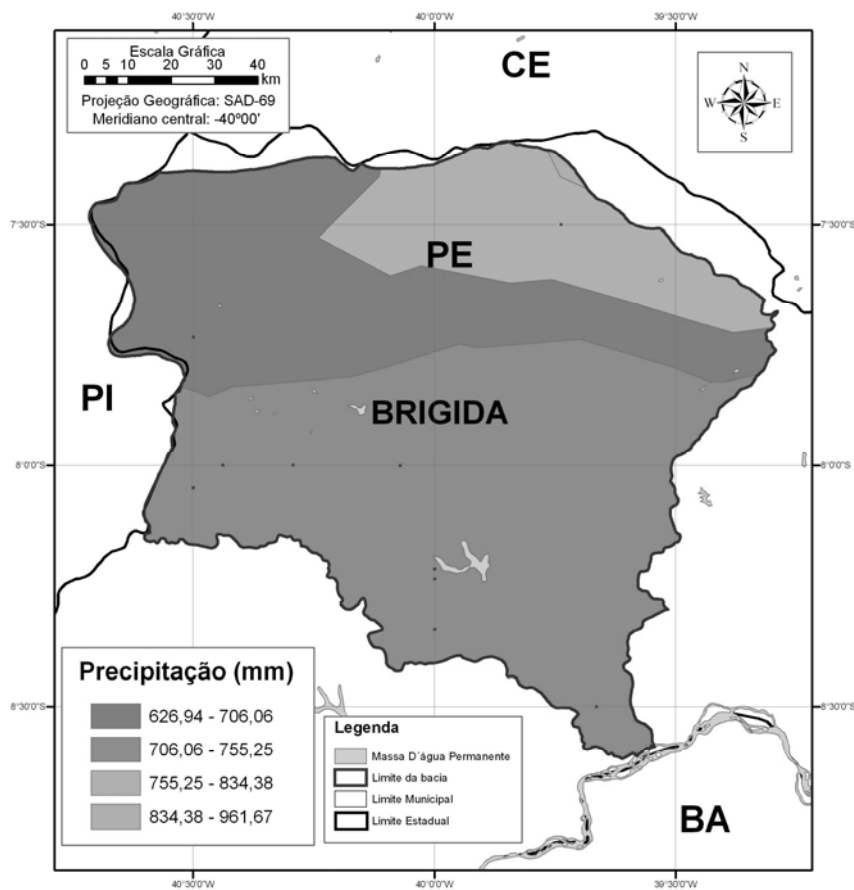 40°30'0"W 40°0'0"W 39°30'0"W
Escala Gráfica
0 5 10 20 30 40
km
Projeção Geográfica: SAD-69
Meridiano central: -40º00'
CE
N
W E
S
7°30'0"S 7°30'0"S
PE
PI
BRIGIDA
8°0'0"S 8°0'0"S
8°30'0"S 8°30'0"S
Precipitação (mm)
626,94 - 706,06
706,06 - 755,25
755,25 - 834,38
834,38 - 961,67
Legenda
Massa D´água Permanente
Limite da bacia
Limite Municipal
Limite Estadual
BA
40°30'0"W 40°0'0"W 39°30'0"W